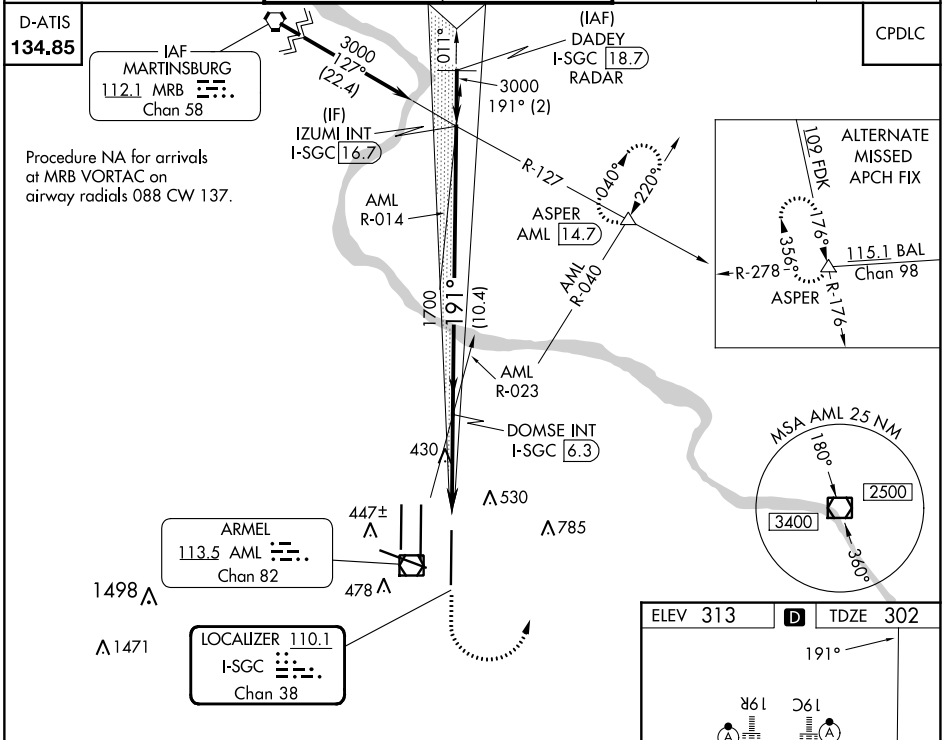 D-ATIS
134.85
IAF
MARTINSBURG
112.1 MRB
Chan 58
3000
127°
(22.4)
Procedure NA for arrivals
at MRB VORTAC on
airway radials 088 CW 137.
011°
(IAF)
DADEY
I-SGC 18.7
RADAR
3000
191° (2)
(IF)
IZUMI INT
I-SGC 16.7
CPDLC
R-127
040°
220°
AML
R-014
ASPER
AML 14.7
AML
R-040
1700
191°
(10.4)
AML
R-023
DOMSE INT
I-SGC 6.3
109 FDK
ALTERNATE
MISSED
APCH FIX
176°
356°
115.1 BAL
Chan 98
R-278
ASPER
R-176
MSA AML 25 NM
180°
2500
3400
360°
430
530
447±
785
478
ARMEL
113.5 AML
Chan 82
1498
1471
LOCALIZER 110.1
I-SGC
Chan 38
ELEV 313
D
TDZE 302
191°
19R
19C
A
A